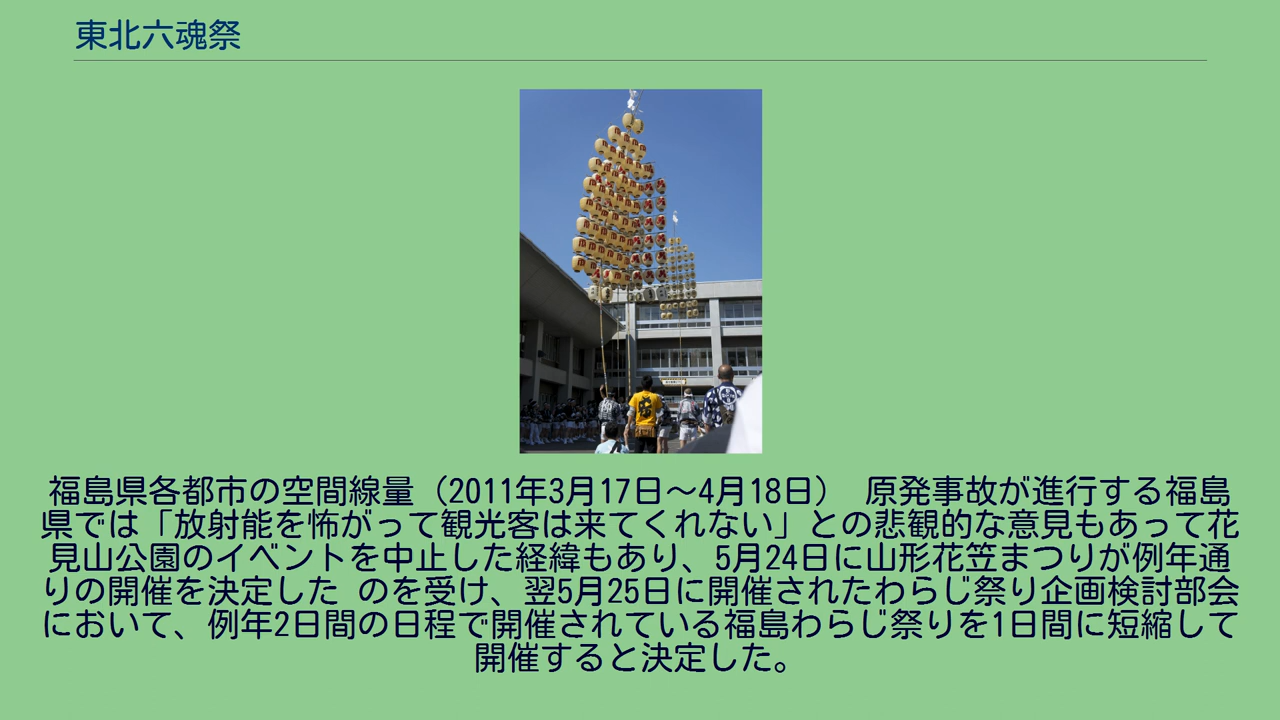 東北六魂祭
福島県各都市の空間線量（2011年3月17日～4月18日） 原発事故が進行する福島
県では「放射能を怖がって観光客は来てくれない」との悲観的な意見もあって花
見山公園のイベントを中止した経緯もあり、5月24日に山形花笠まつりが例年通
りの開催を決定した のを受け、翌5月25日に開催されたわらじ祭り企画検討部会
において、例年2日間の日程で開催されている福島わらじ祭りを1日間に短縮して
開催すると決定した。